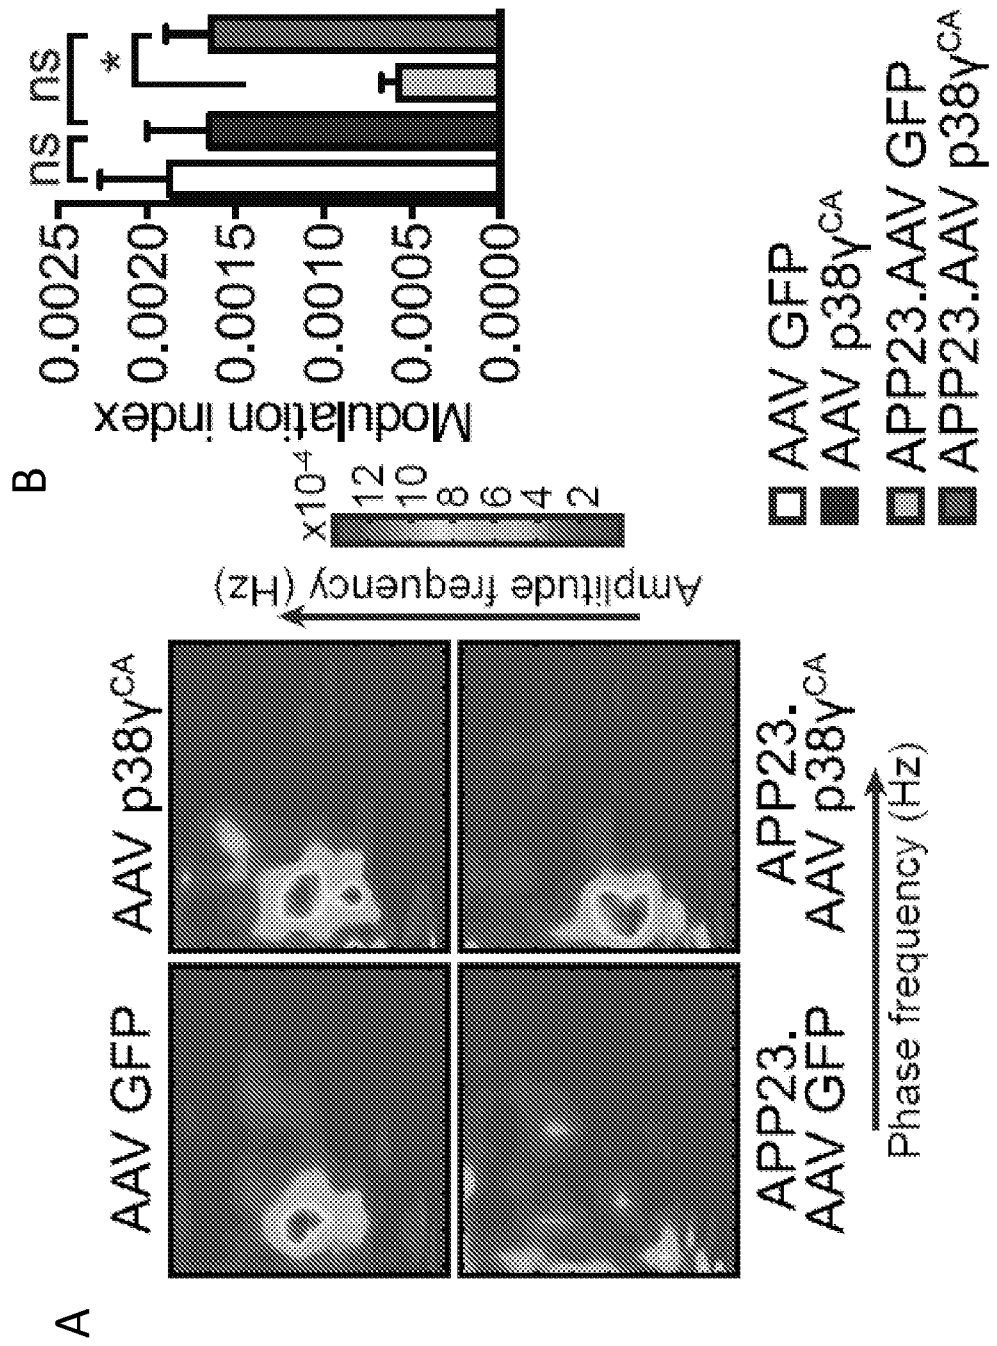 A
AAV GFP
AAV p38γCA
APP23.
AAV GFP
APP23.
AAV p38γCA
Phase frequency (Hz)
Amplitude frequency (Hz)
x10-4
12
10
8
6
4
2
B
Modulation index
0.0025
0.0020
0.0015
0.0010
0.0005
0.0000
ns
ns
*
AAV GFP
AAV p38γCA
APP23.AAV GFP
APP23.AAV p38γCA